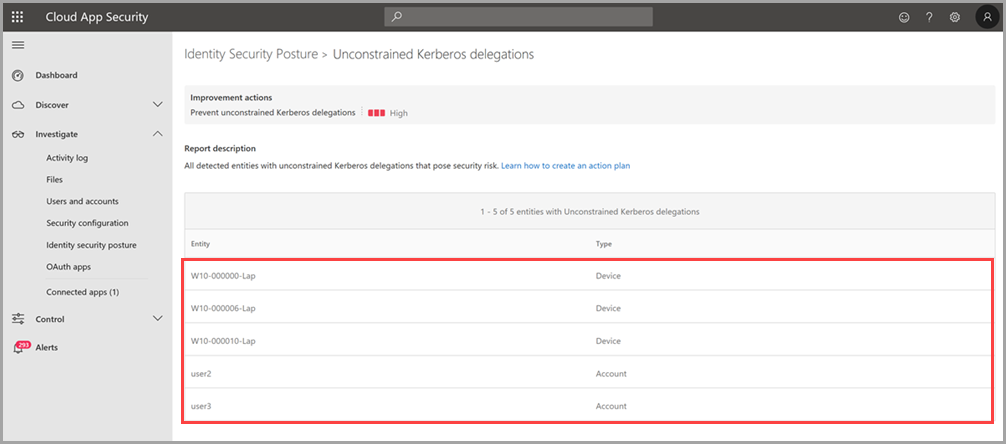 Cloud App Security
Identity Security Posture > Unconstrained Kerberos delegations
Dashboard
Discover
Investigate
Activity log
Files
Users and accounts
Security configuration
Identity security posture
OAuth apps
Connected apps (1)
Control
293
Alerts
Improvement actions
Prevent unconstrained Kerberos delegations High
Report description
All detected entities with unconstrained Kerberos delegations that pose security risk. Learn how to create an action plan
1 - 5 of 5 entities with Unconstrained Kerberos delegations
Entity Type
W10-000000-Lap Device
W10-000006-Lap Device
W10-000010-Lap Device
user2 Account
user3 Account